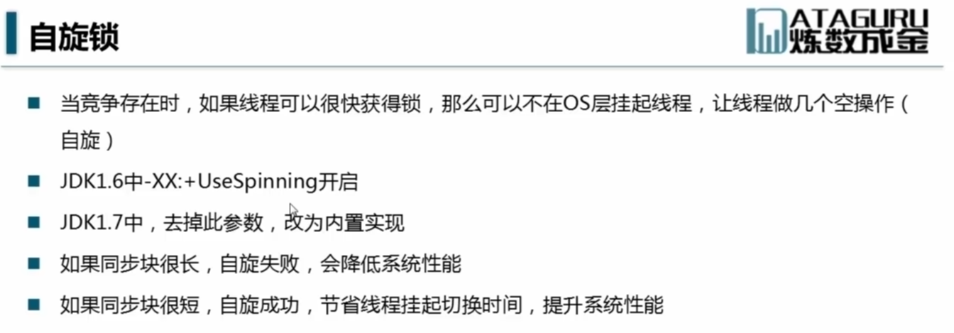 自旋锁
ATAGURU
炼数成金
当竞争存在时，如果线程可以很快获得锁，那么可以不在OS层挂起线程，让线程做几个空操作（
自旋）
JDK1.6中-XX:+UseSpinning开启
JDK1.7中，去掉此参数，改为内置实现
如果同步块很长，自旋失败，会降低系统性能
如果同步块很短，自旋成功，节省线程挂起切换时间，提升系统性能